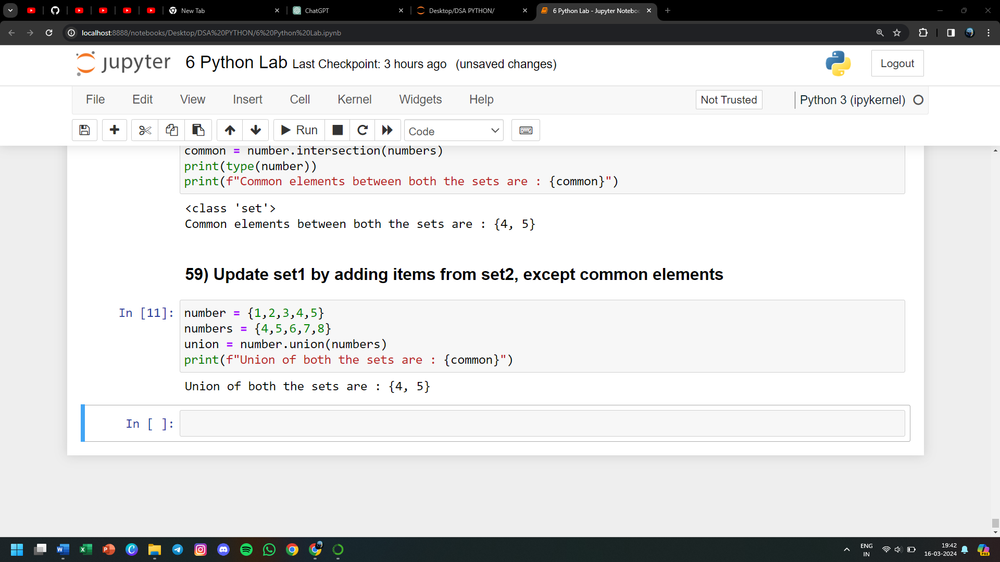 New Tab
ChatGPT
Desktop/DSA PYTHON/
6 Python Lab - Jupyter Noteboo
localhost:8888/notebooks/Desktop/DSA%20PYTHON/6%20Python%20Lab.ipynb
jupyter 6 Python Lab Last Checkpoint: 3 hours ago (unsaved changes)
Logout
File Edit View Insert Cell Kernel Widgets Help
Not Trusted
Python 3 (ipykernel)
Run
Code
common = number.intersection(numbers)
print(type(number))
print(f"Common elements between both the sets are : {common}")
<class 'set'>
Common elements between both the sets are : {4, 5}
59) Update set1 by adding items from set2, except common elements
In [11]:
number = {1,2,3,4,5}
numbers = {4,5,6,7,8}
union = number.union(numbers)
print(f"Union of both the sets are : {common}")
Union of both the sets are : {4, 5}
In [ ]:
ENG
IN
19:42
16-03-2024
PRE